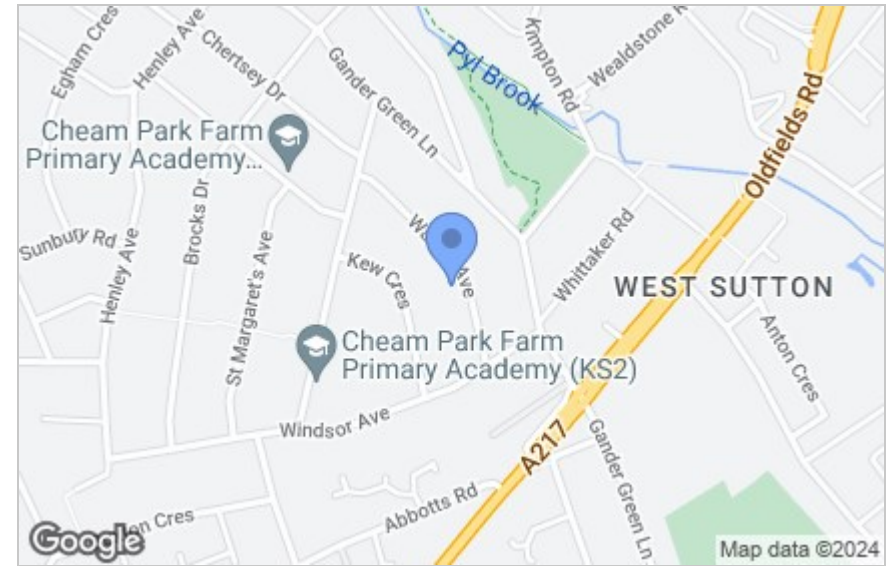 Egham Cres
Henley Ave
Chertsey Dr
Gander Green Ln
Pyl Brook
Kimpton Rd
Wealdstone
Oldfields Rd
Cheam Park Farm
Primary Academy...
Sunbury Rd
Brocks Dr
St Margaret's Ave
Henley Ave
Kew Cres
Ave
Whittaker Rd
WEST SUTTON
Anton Cres
Cheam Park Farm
Primary Academy (KS2)
Windsor Ave
A217
Gander Green Ln
Abbotts Rd
Cres
Google
Map data ©2024